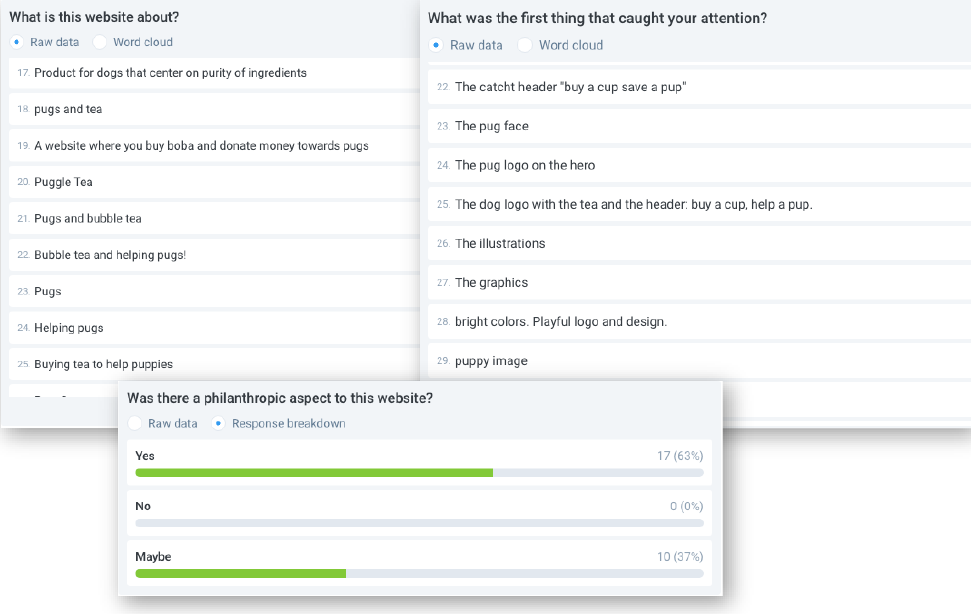 What is this website about?
Raw data Word cloud
17. Product for dogs that center on purity of ingredients
18. pugs and tea
19. A website where you buy boba and donate money towards pugs
20. Puggle Tea
21. Pugs and bubble tea
22. Bubble tea and helping pugs!
23. Pugs
24. Helping pugs
25. Buying tea to help puppies
What was the first thing that caught your attention?
Raw data Word cloud
22. The catcht header "buy a cup save a pup"
23 The pug face
24. The pug logo on the hero
25. The dog logo with the tea and the header: buy a cup, help a pup.
26. The illustrations
27. The graphics
28. bright colors. Playful logo and design.
29. puppy image
Was there a philanthropic aspect to this website?
Raw data Response breakdown
Yes 17 (63%)
No 0 (0%)
Maybe 10 (37%)